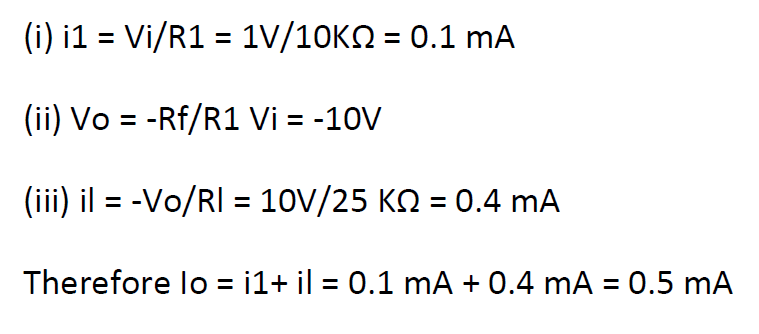 (i) i1 = Vi/R1 = 1V/10KΩ = 0.1 mA
(ii) Vo = -Rf/R1 Vi = -10V
(iii) il = -Vo/Rl = 10V/25 KΩ = 0.4 mA
Therefore Io = i1+ il = 0.1 mA + 0.4 mA = 0.5 mA